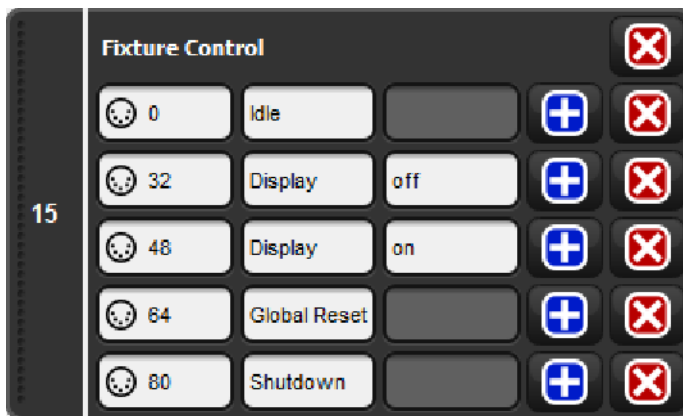 Fixture Control
0 Idle
32 Display off
15
48 Display on
64 Global Reset
80 Shutdown